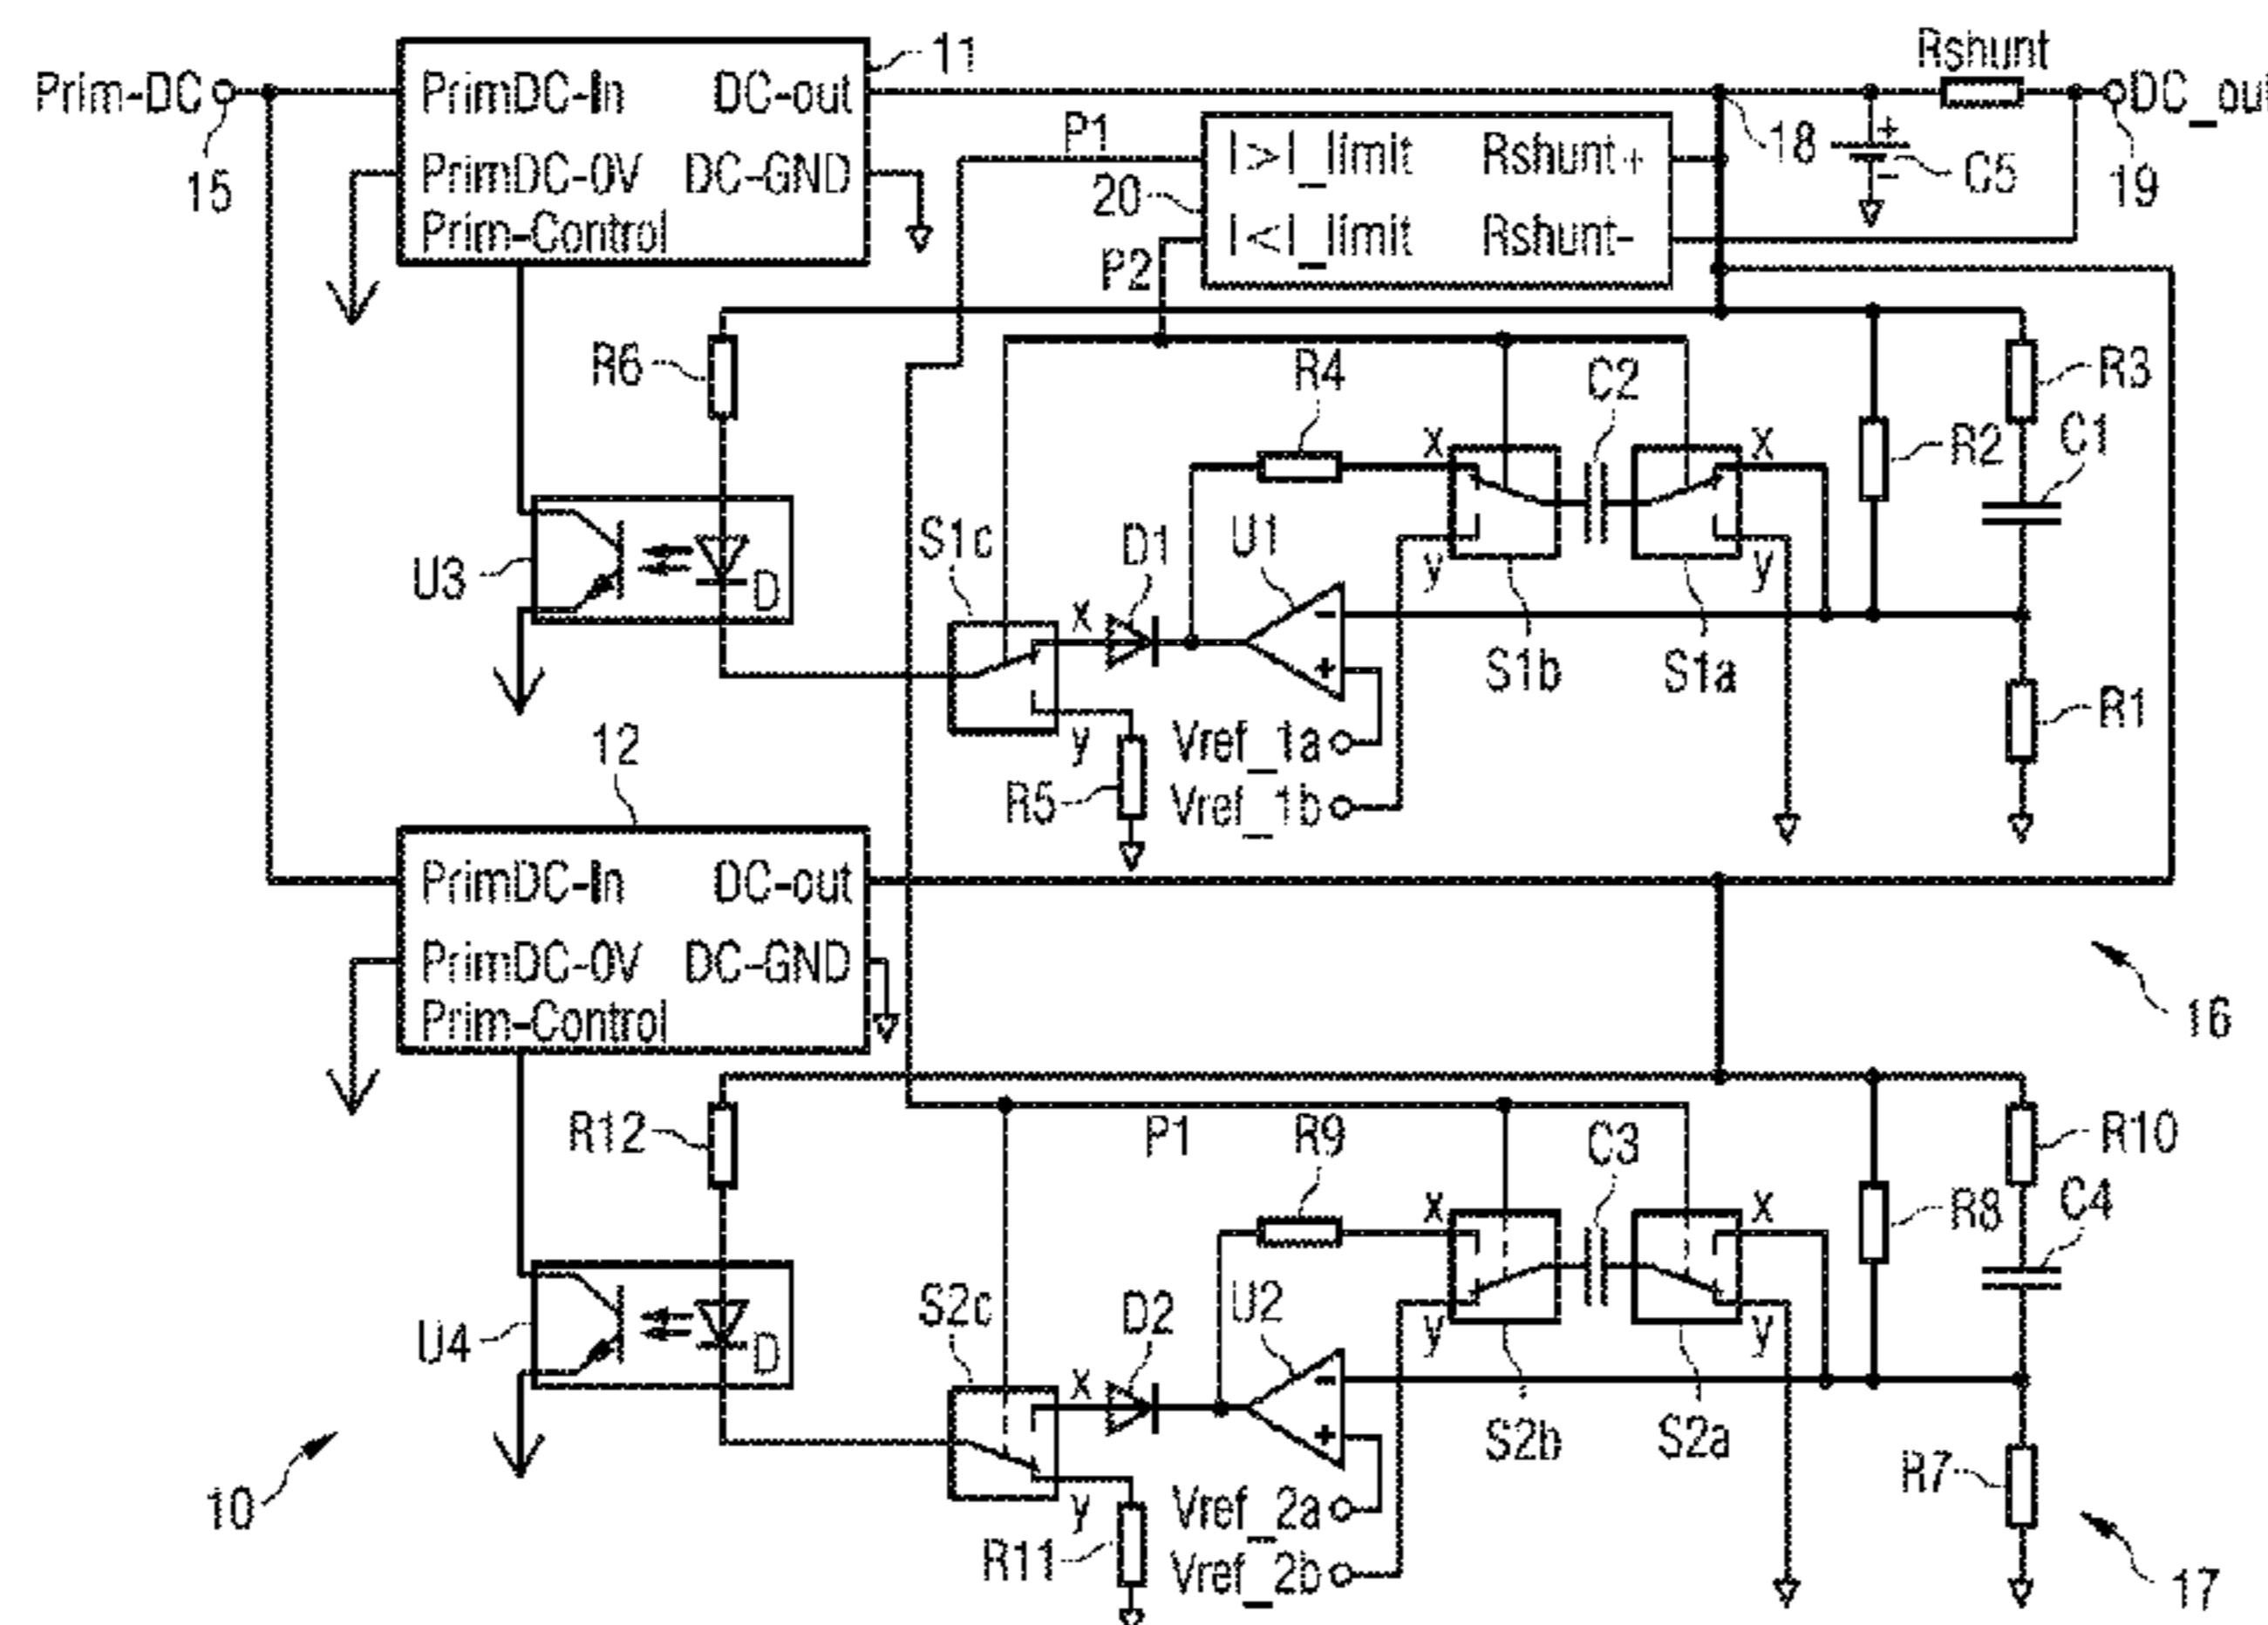 Prim-DC
15
PrimDC-In DC-out
PrimDC-0V DC-GND
Prim-Control
11
P1
20
P2
I>I_limit Rshunt+
I<I_limit Rshunt-
18
Rshunt
+
-
C5
DC_out
19
R6
R4
C2
R3
C1
R2
x
x
y
y
S1b
S1a
U3
D
S1c
x
y
D1
U1
-
+
Vref_1a
Vref_1b
R5
R1
12
PrimDC-In DC-out
PrimDC-0V DC-GND
Prim-Control
16
R12
P1
R9
C3
R10
C4
R8
x
x
y
y
S2b
S2a
U4
D
S2c
x
y
D2
U2
-
+
Vref_2a
Vref_2b
R11
R7
10
17